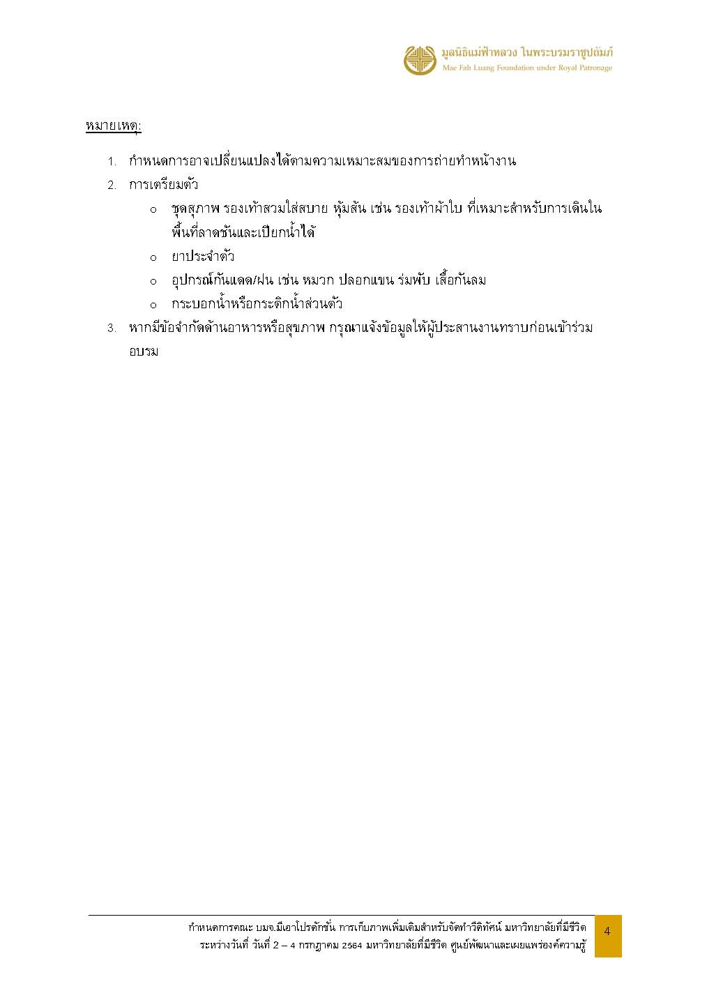 มูลนิธิแม่ฟ้าหลวง ในพระบรมราชูปถัมภ์
Mae Fah Luang Foundation under Royal Patronage
หมายเหตุ:
1. กำหนดการอาจเปลี่ยนแปลงได้ตามความเหมาะสมของการถ่ายทำหน้างาน
2. การเตรียมตัว
o ชุดสุภาพ รองเท้าสวมใส่สบาย หุ้มส้น เช่น รองเท้าผ้าใบ ที่เหมาะสำหรับการเดินใน
พื้นที่ลาดชันและเปียกน้ำได้
o ยาประจำตัว
o อุปกรณ์กันแดด/ฝน เช่น หมวก ปลอกแขน ร่มพับ เสื้อกันลม
o กระบอกน้ำหรือกระติกน้ำส่วนตัว
3. หากมีข้อจำกัดด้านอาหารหรือสุขภาพ กรุณาแจ้งข้อมูลให้ผู้ประสานงานทราบก่อนเข้าร่วม
อบรม
กำหนดการคณะ บมจ.มีเอาโปรดักชั่น การเก็บภาพเพิ่มเติมสำหรับจัดทำวีดิทัศน์ มหาวิทยาลัยที่มีชีวิต
ระหว่างวันที่ วันที่ 2 – 4 กรกฎาคม 2564 มหาวิทยาลัยที่มีชีวิต ศูนย์พัฒนาและเผยแพร่องค์ความรู้
4